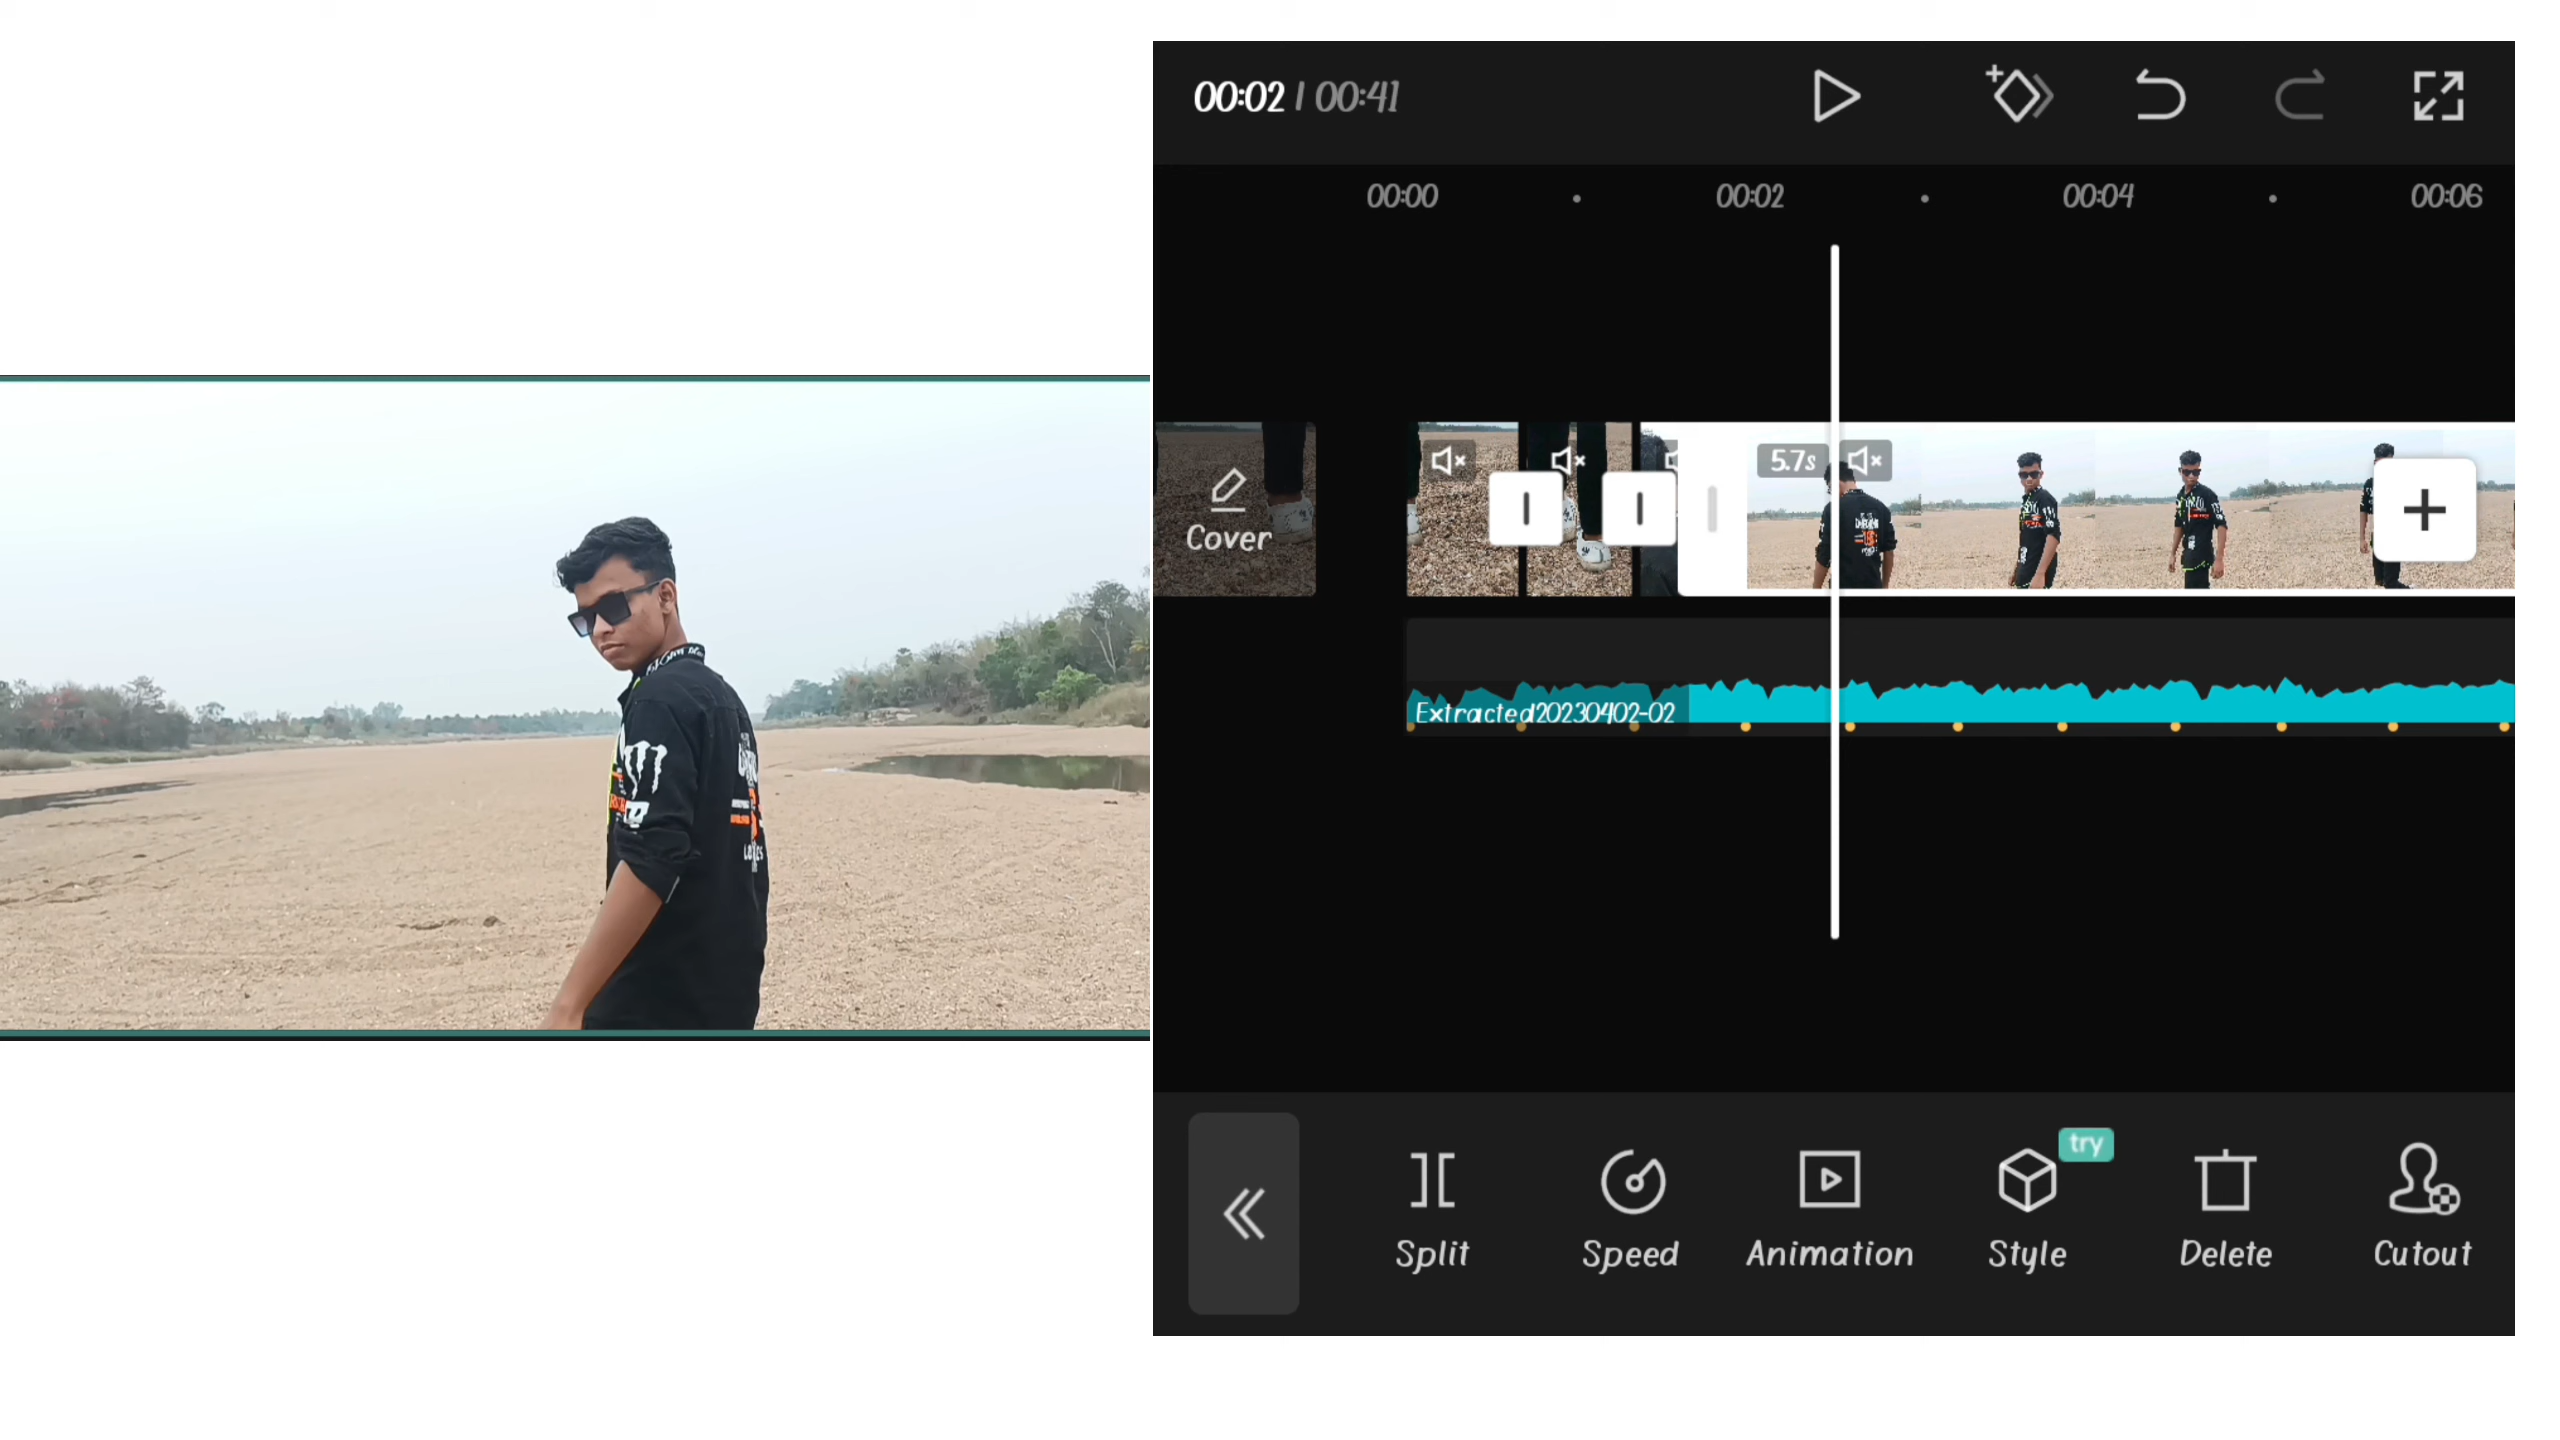 00:02 / 00:41
00:00 00:02 00:04 00:06
Cover
5.7s
Extracted20230402-02
try
Split Speed Animation Style Delete Cutout